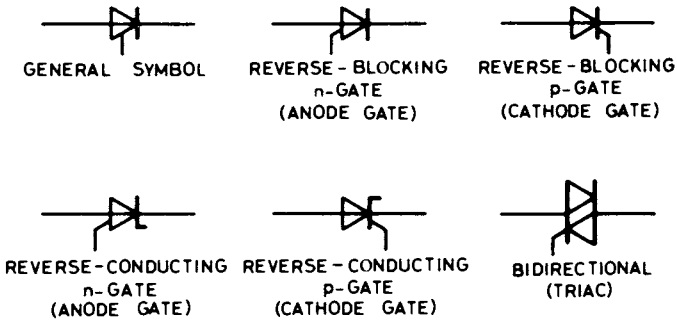 GENERAL SYMBOL
REVERSE-BLOCKING
n-GATE
(ANODE GATE)
REVERSE-BLOCKING
p-GATE
(CATHODE GATE)
REVERSE-CONDUCTING
n-GATE
(ANODE GATE)
REVERSE-CONDUCTING
p-GATE
(CATHODE GATE)
BIDIRECTIONAL
(TRIAC)